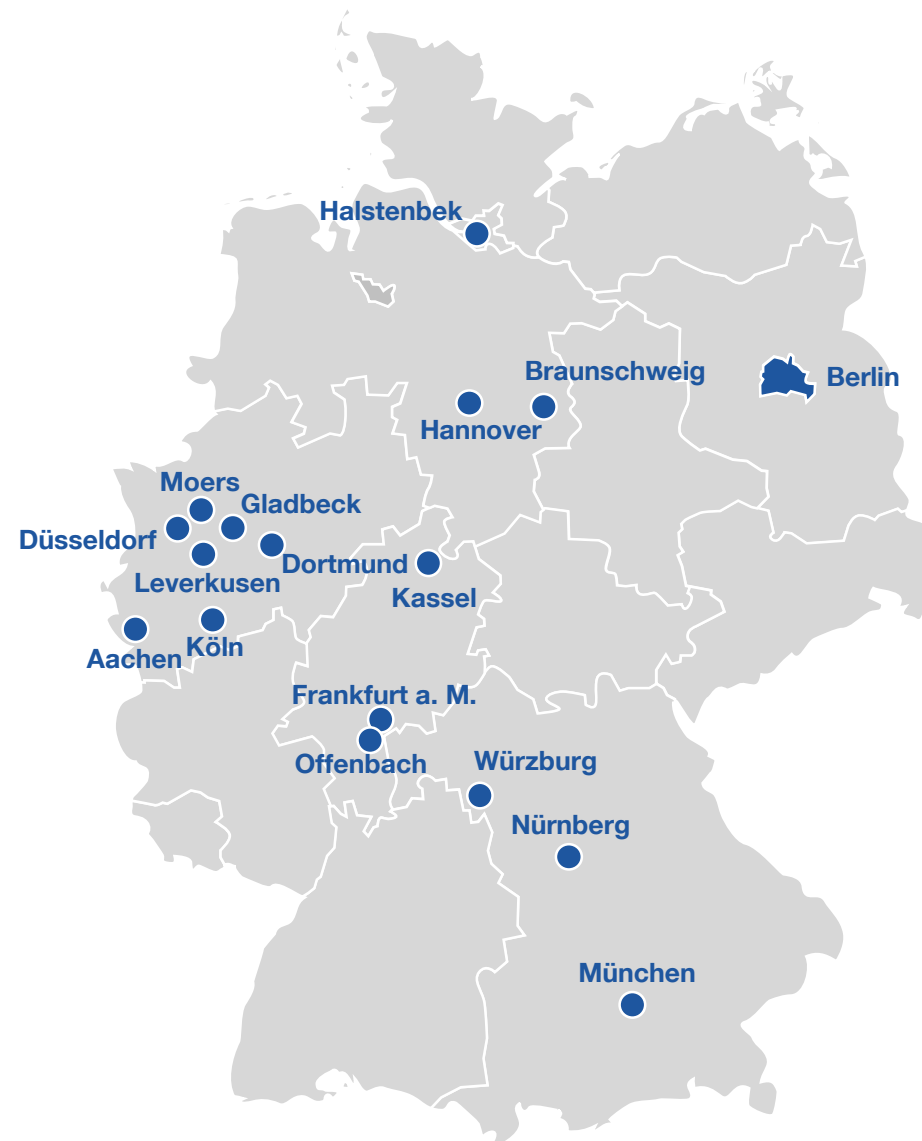 Halstenbek
Braunschweig
Berlin
Hannover
Moers
Gladbeck
Düsseldorf
Dortmund
Leverkusen
Kassel
Köln
Aachen
Frankfurt a. M.
Offenbach
Würzburg
Nürnberg
München